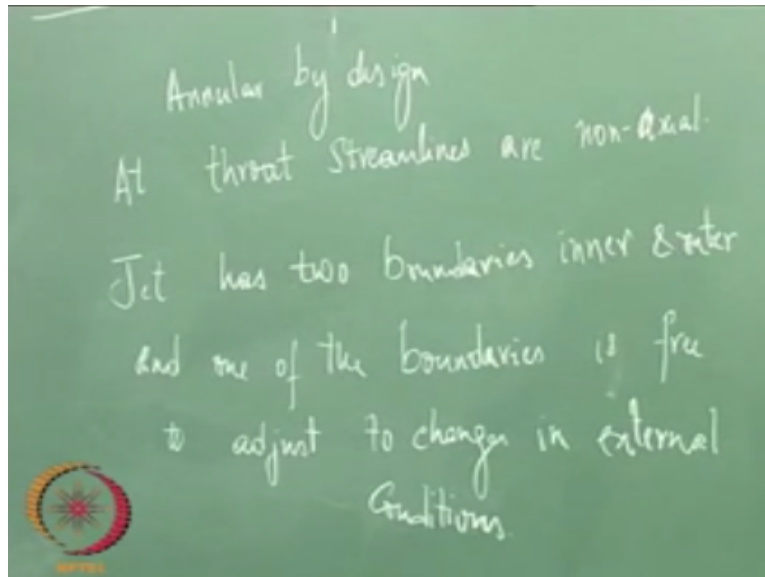 Annular by design
At throat Streamlines are non-axial.
Jet has two boundaries inner & outer
and one of the boundaries is free
to adjust to changes in external
Conditions.
NPTEL